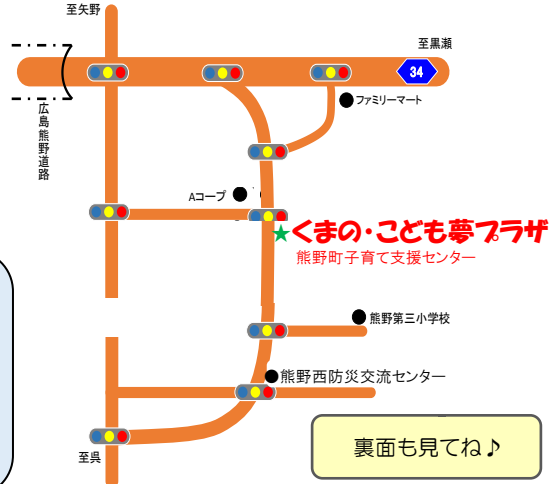 至矢野
至黒瀬
34
ファミリーマート
広島熊野道路
Aコープ
★くまの・こども夢プラザ
熊野町子育て支援センター
熊野第三小学校
熊野西防災交流センター
至呉
裏面も見てね♪